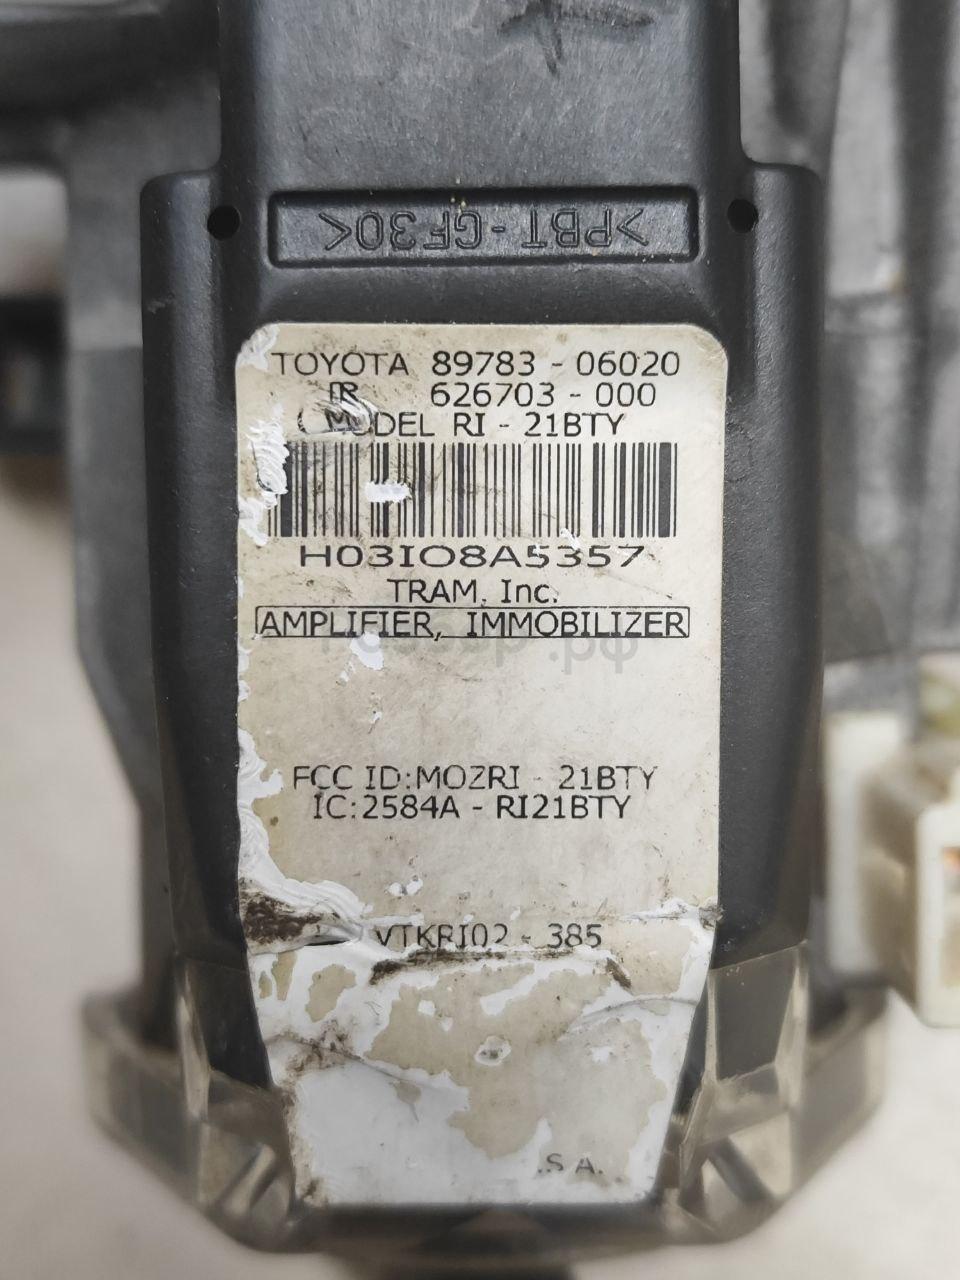 >PBT-GF30<
TOYOTA 89783 - 06020
626703 - 000
MODEL RI - 21BTY
H03I08A5357
TRAM, Inc.
AMPLIFIER, IMMOBILIZER
.рф
FCC ID:MOZRI - 21BTY
IC:2584A - RI21BTY
VTKRI02 - 385
.S A.